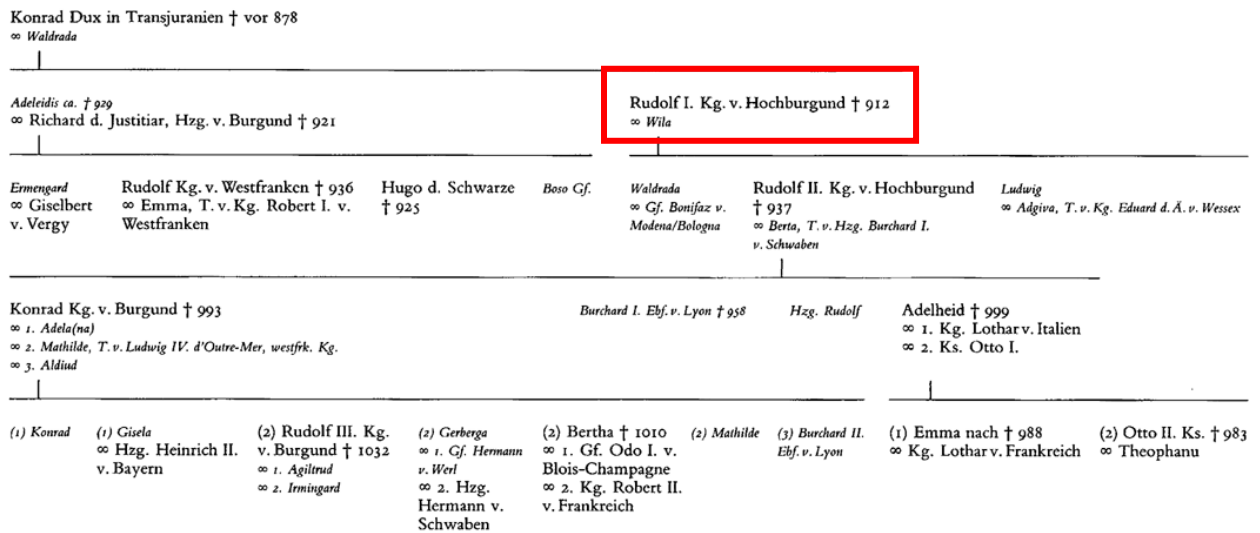 Konrad Dux in Transjuranien † vor 878
∞ Waldrada
Adeleidis ca. † 929
∞ Richard d. Justitiar, Hzg. v. Burgund † 921
Rudolf I. Kg. v. Hochburgund † 912
∞ Wila
Ermengard
∞ Giselbert
v. Vergy
Rudolf Kg. v. Westfranken † 936
∞ Emma, T. v. Kg. Robert I. v.
Westfranken
Hugo d. Schwarze
† 925
Boso Gf.
Waldrada
∞ Gf. Bonifaz v.
Modena/Bologna
Rudolf II. Kg. v. Hochburgund
† 937
∞ Berta, T. v. Hzg. Burchard I.
v. Schwaben
Ludwig
∞ Adgiva, T. v. Kg. Eduard d. Ä. v. Wessex
Konrad Kg. v. Burgund † 993
∞ 1. Adela(na)
∞ 2. Mathilde, T. v. Ludwig IV. d'Outre-Mer, westfrk. Kg.
∞ 3. Aldiud
Burchard I. Ebf. v. Lyon † 958
Hzg. Rudolf
Adelheid † 999
∞ 1. Kg. Lothar v. Italien
∞ 2. Ks. Otto I.
(1) Konrad
(1) Gisela
∞ Hzg. Heinrich II.
v. Bayern
(2) Rudolf III. Kg.
v. Burgund † 1032
∞ 1. Agiltrud
∞ 2. Irmingard
(2) Gerberga
∞ 1. Gf. Hermann
v. Werl
∞ 2. Hzg.
Hermann v.
Schwaben
(2) Bertha † 1010
∞ 1. Gf. Odo I. v.
Blois-Champagne
∞ 2. Kg. Robert II.
v. Frankreich
(2) Mathilde
(3) Burchard II.
Ebf. v. Lyon
(1) Emma nach † 988
∞ Kg. Lothar v. Frankreich
(2) Otto II. Ks. † 983
∞ Theophanu